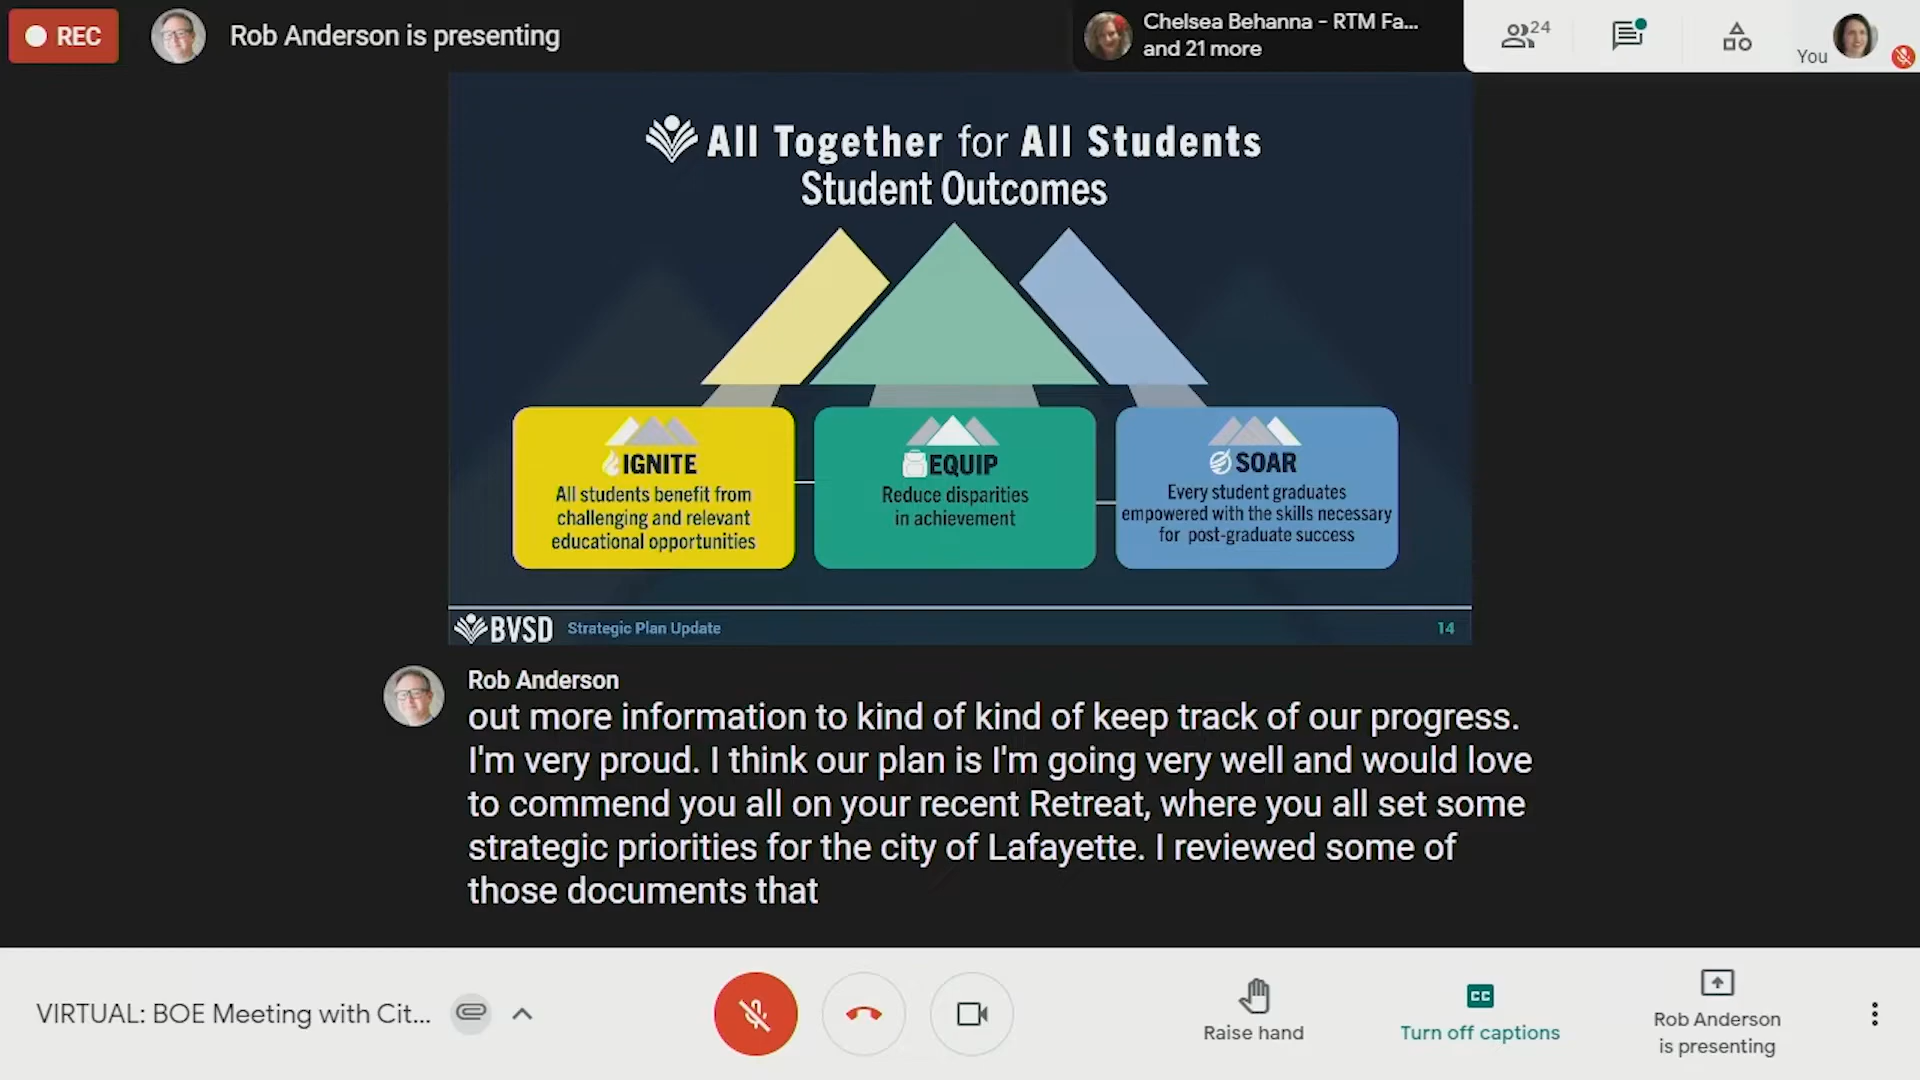 REC
Rob Anderson is presenting
Chelsea Behanna - RTM Fa...
and 21 more
24
You
All Together for All Students
Student Outcomes
IGNITE
All students benefit from
challenging and relevant
educational opportunities
EQUIP
Reduce disparities
in achievement
SOAR
Every student graduates
empowered with the skills necessary
for post-graduate success
BVSD Strategic Plan Update 14
Rob Anderson
out more information to kind of kind of keep track of our progress.
I'm very proud. I think our plan is I'm going very well and would love
to commend you all on your recent Retreat, where you all set some
strategic priorities for the city of Lafayette. I reviewed some of
those documents that
VIRTUAL: BOE Meeting with Cit...
Raise hand
CC
Turn off captions
Rob Anderson
is presenting